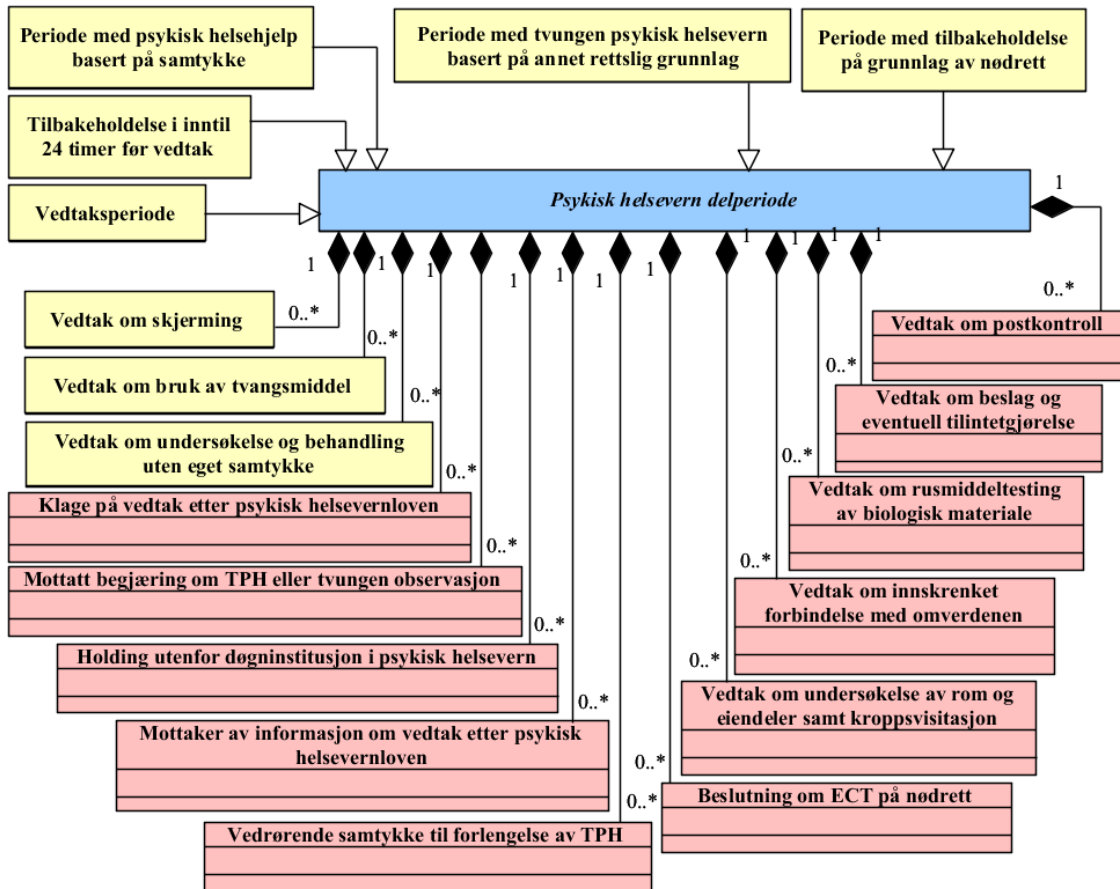 Periode med psykisk helsehjelp
basert på samtykke
Periode med tvungen psykisk helsevern
basert på annet rettslig grunnlag
Periode med tilbakeholdelse
på grunnlag av nødrett
Tilbakeholdelse i inntil
24 timer før vedtak
Vedtaksperiode
Psykisk helsevern delperiode
1
1
1
1
1
1
1
1
1
1
1
1
1
0..*
Vedtak om skjerming
0..*
Vedtak om postkontroll
0..*
Vedtak om bruk av tvangsmiddel
0..*
Vedtak om beslag og
eventuell tilintetgjørelse
0..*
Vedtak om undersøkelse og behandling
uten eget samtykke
0..*
Klage på vedtak etter psykisk helsevernloven
0..*
Vedtak om rusmiddeltesting
av biologisk materiale
0..*
Mottatt begjæring om TPH eller tvungen observasjon
0..*
Vedtak om innskrenket
forbindelse med omverdenen
0..*
Holding utenfor døgninstitusjon i psykisk helsevern
0..*
Vedtak om undersøkelse av rom og
eiendeler samt kroppsvisitasjon
0..*
Mottaker av informasjon om vedtak etter psykisk
helsevernloven
0..*
Beslutning om ECT på nødrett
0..*
Vedrørende samtykke til forlengelse av TPH